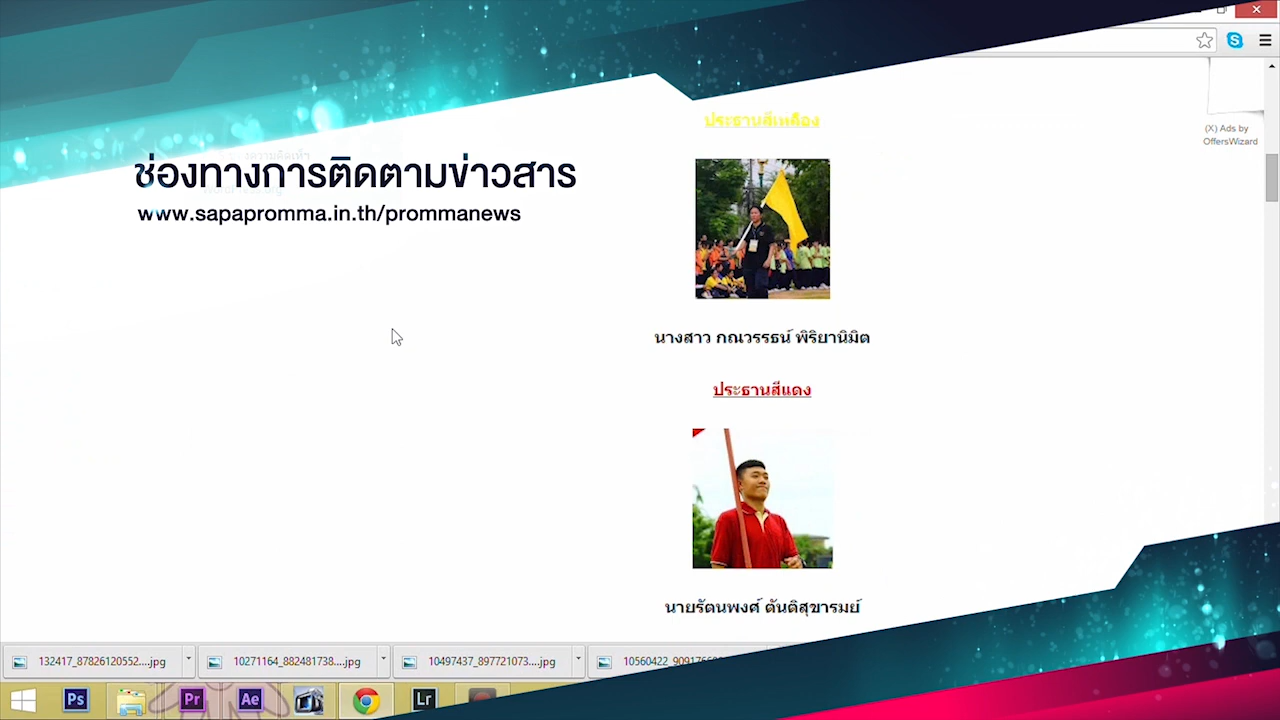 ช่องทางการติดตามข่าวสาร
www.sapapromma.in.th/prommanews
(X) Ads by
OffersWizard
ประธานสีเหลือง
นางสาว กณวรรธน์ พิริยานิมิต
ประธานสีแดง
นายรัตนพงศ์ ตันติสุขารมย์
132417_87826120552....jpg
10271164_882481738....jpg
10497437_897721073....jpg
Ps
Pr
Ae
Lr